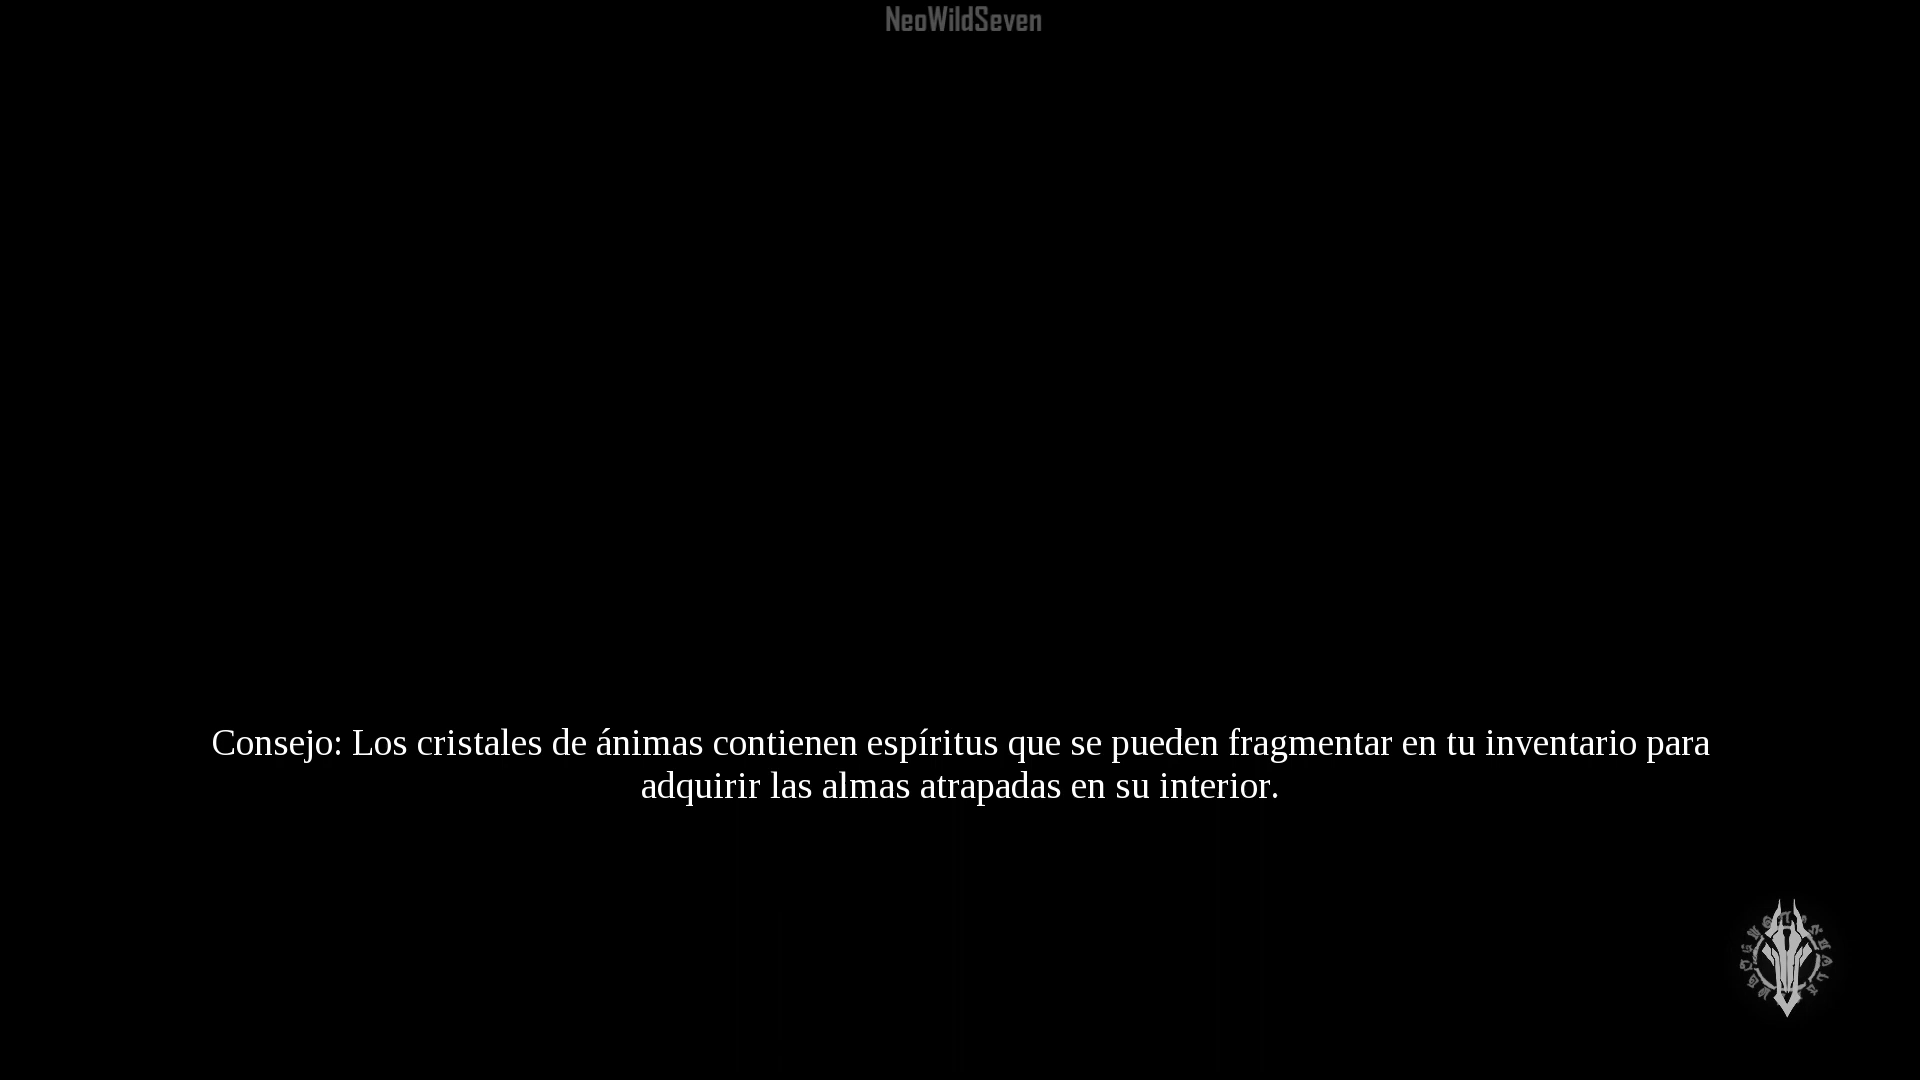 NeoWildSeven
Consejo: Los cristales de ánimas contienen espíritus que se pueden fragmentar en tu inventario para
adquirir las almas atrapadas en su interior.